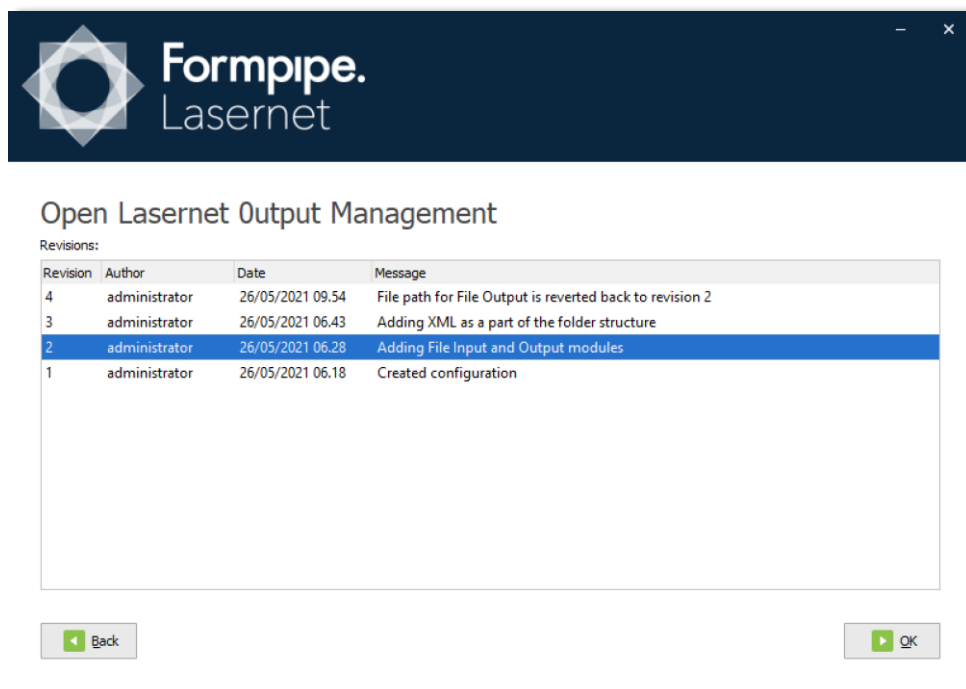 Formpipe.
Lasernet
Open Lasernet 0utput Management
Revisions:
Revision Author Date Message
4 administrator 26/05/2021 09.54 File path for File Output is reverted back to revision 2
3 administrator 26/05/2021 06.43 Adding XML as a part of the folder structure
2 administrator 26/05/2021 06.28 Adding File Input and Output modules
1 administrator 26/05/2021 06.18 Created configuration
Back OK